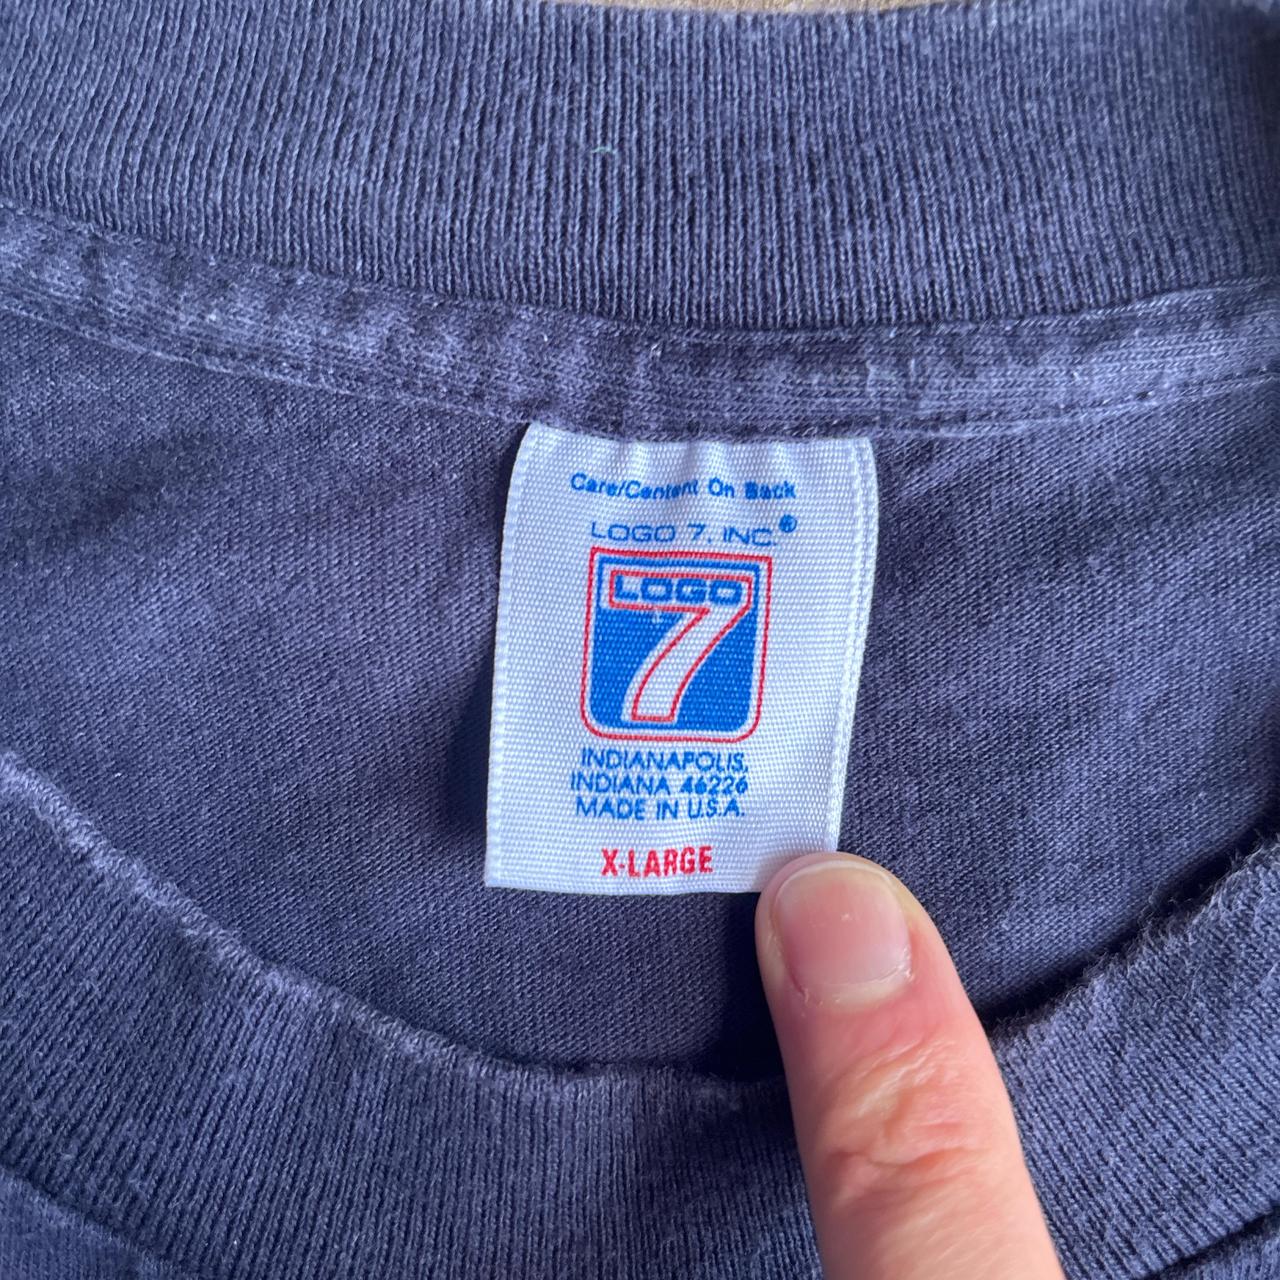 Care/Content On Back
LOGO 7, INC.®
LOGO
7
INDIANAPOLIS,
INDIANA 46226
MADE IN U.S.A.
X-LARGE